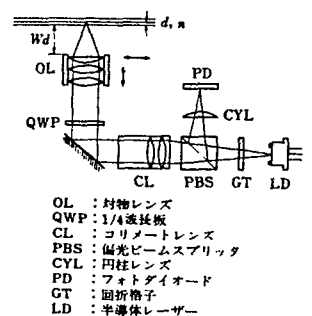 d, n
Wd
OL
PD
CYL
QWP
CL
PBS
GT
LD
OL : 対物レンズ
QWP : 1/4波長板
CL : コリメートレンズ
PBS : 偏光ビームスプリッタ
CYL : 円柱レンズ
PD : フォトダイオード
GT : 回折格子
LD : 半導体レーザー